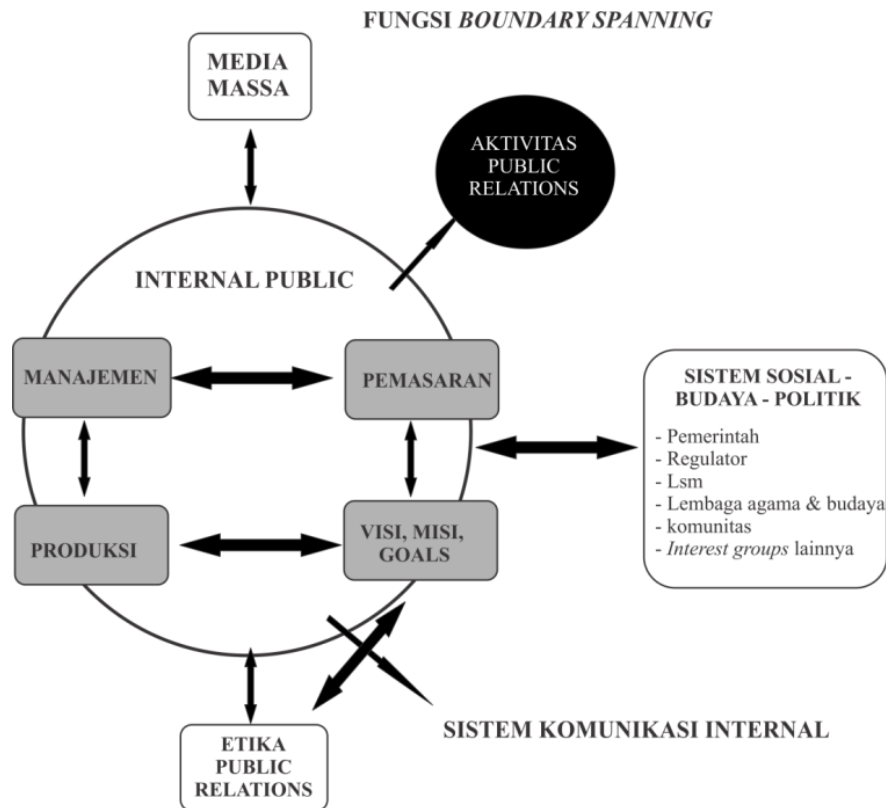 FUNGSI BOUNDARY SPANNING
MEDIA
MASSA
AKTIVITAS
PUBLIC
RELATIONS
INTERNAL PUBLIC
MANAJEMEN
PEMASARAN
SISTEM SOSIAL -
BUDAYA - POLITIK
- Pemerintah
- Regulator
- Lsm
- Lembaga agama & budaya
- komunitas
- Interest groups lainnya
PRODUKSI
VISI, MISI,
GOALS
SISTEM KOMUNIKASI INTERNAL
ETIKA
PUBLIC
RELATIONS